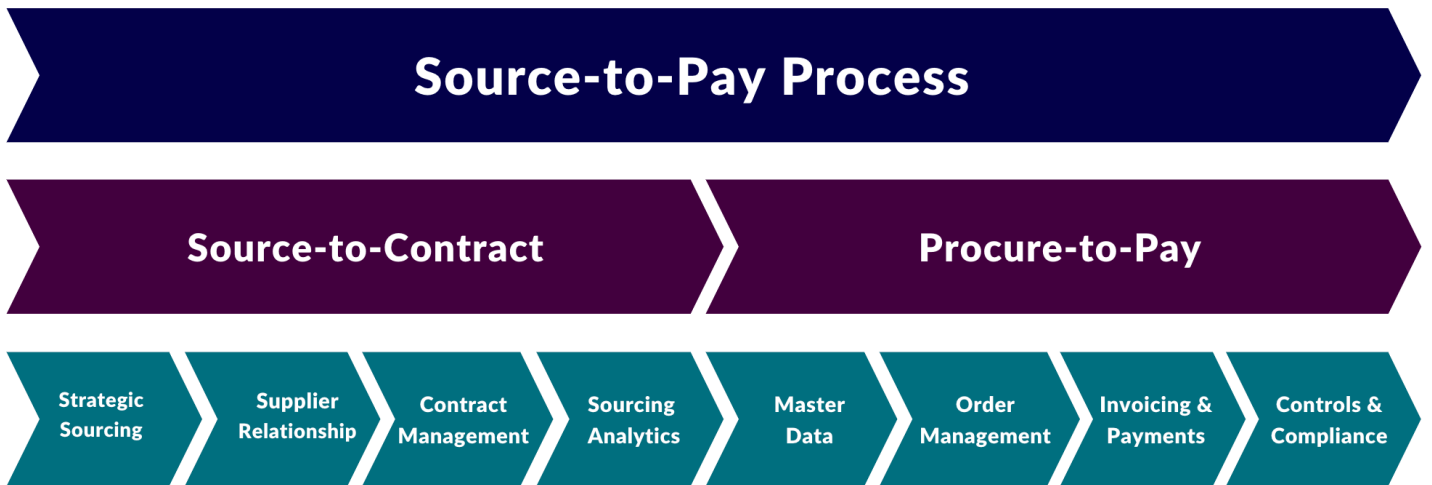 Source-to-Pay Process
Source-to-Contract
Procure-to-Pay
Strategic
Sourcing
Supplier
Relationship
Contract
Management
Sourcing
Analytics
Master
Data
Order
Management
Invoicing &
Payments
Controls &
Compliance